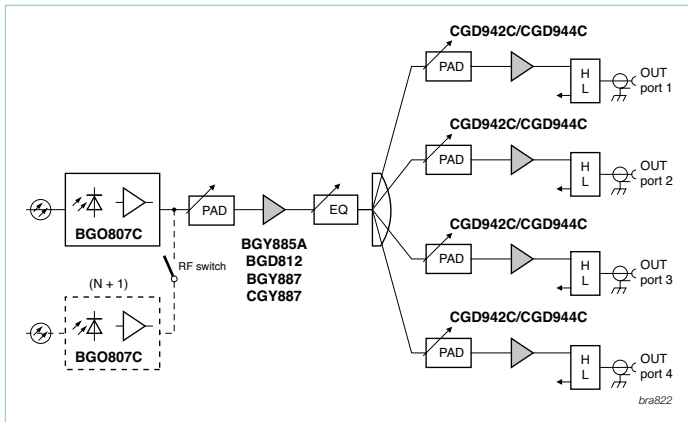 CGD942C/CGD944C
PAD
H
L
OUT
port 1
CGD942C/CGD944C
PAD
H
L
OUT
port 2
BGO807C
PAD
BGY885A
BGD812
BGY887
CGY887
EQ
RF switch
(N + 1)
BGO807C
CGD942C/CGD944C
PAD
H
L
OUT
port 3
CGD942C/CGD944C
PAD
H
L
OUT
port 4
bra822